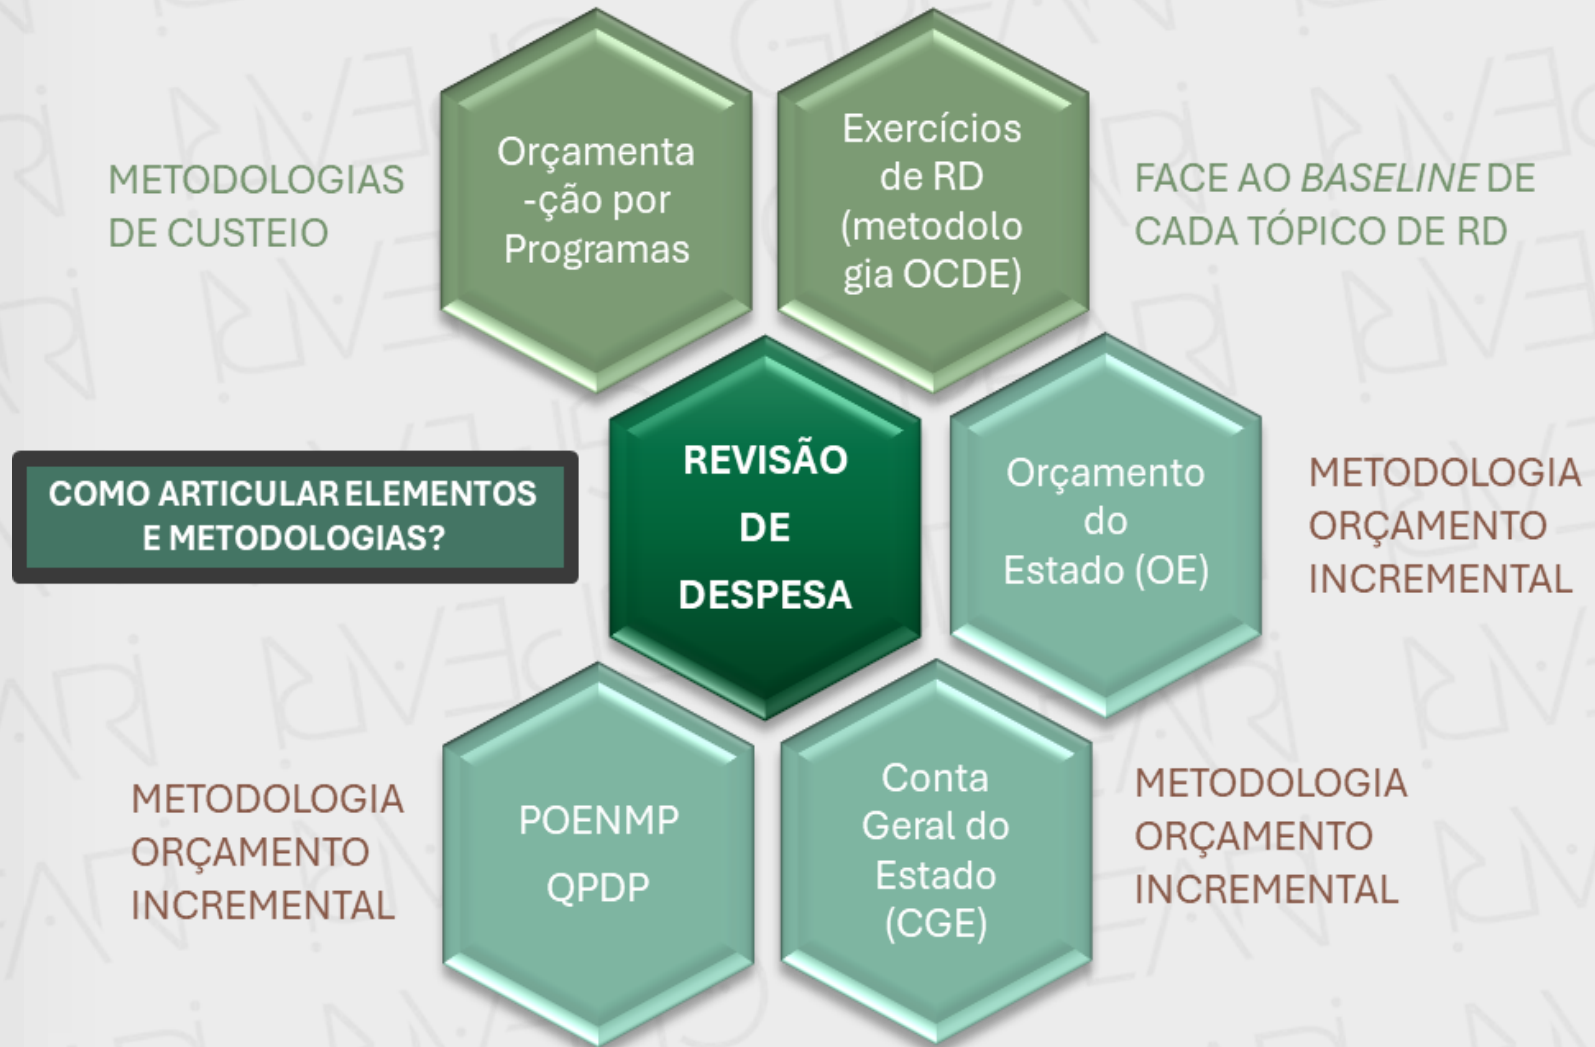 METODOLOGIAS
DE CUSTEIO
Orçamenta
-ção por
Programas
Exercícios
de RD
(metodolo
gia OCDE)
FACE AO BASELINE DE
CADA TÓPICO DE RD
COMO ARTICULAR ELEMENTOS
E METODOLOGIAS?
REVISÃO
DE
DESPESA
Orçamento
do
Estado (OE)
METODOLOGIA
ORÇAMENTO
INCREMENTAL
METODOLOGIA
ORÇAMENTO
INCREMENTAL
POENMP
QPDP
Conta
Geral do
Estado
(CGE)
METODOLOGIA
ORÇAMENTO
INCREMENTAL